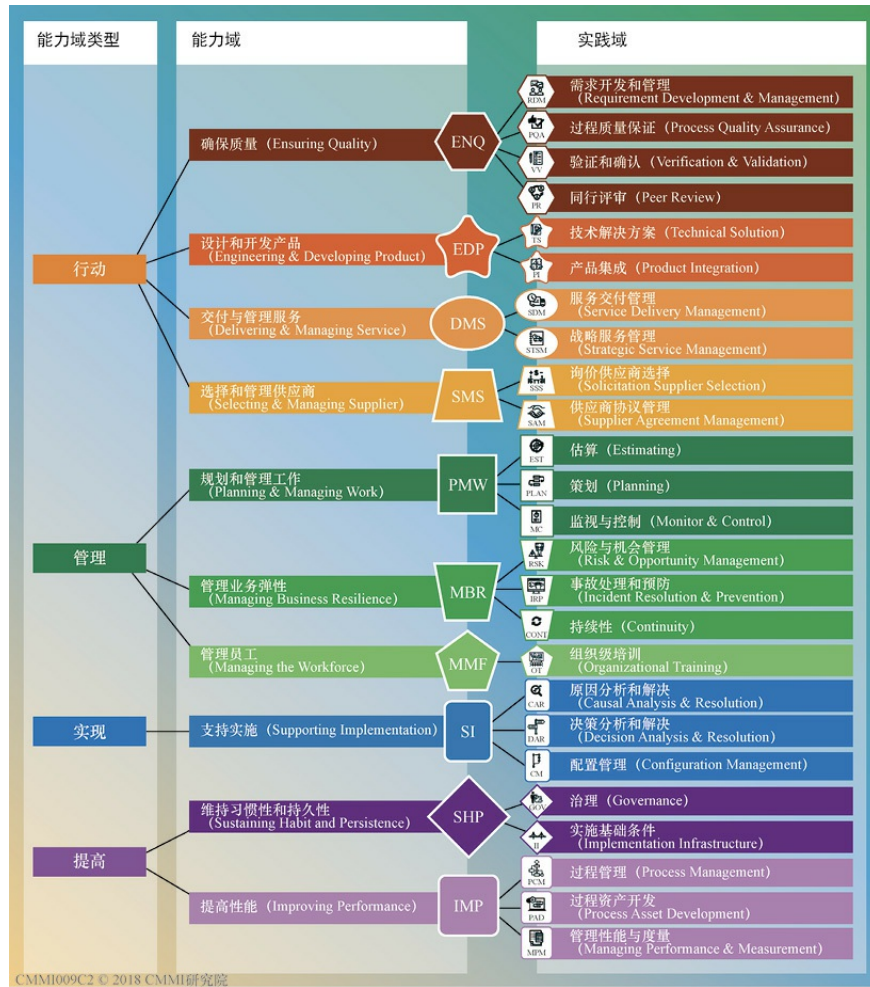 能力域类型
能力域
实践域
行动
确保质量（Ensuring Quality）
ENQ
RDM
需求开发和管理
（Requirement Development & Management）
PQA
过程质量保证（Process Quality Assurance）
VV
验证和确认（Verification & Validation）
PR
同行评审（Peer Review）
设计和开发产品
（Engineering & Developing Product）
EDP
TS
技术解决方案（Technical Solution）
PI
产品集成（Product Integration）
交付与管理服务
（Delivering & Managing Service）
DMS
SDM
服务交付管理
（Service Delivery Management）
STSM
战略服务管理
（Strategic Service Management）
选择和管理供应商
（Selecting & Managing Supplier）
SMS
SSS
询价供应商选择
（Solicitation Supplier Selection）
SAM
供应商协议管理
（Supplier Agreement Management）
管理
规划和管理工作
（Planning & Managing Work）
PMW
EST
估算（Estimating）
PLAN
策划（Planning）
MC
监视与控制（Monitor & Control）
管理业务弹性
（Managing Business Resilience）
MBR
RSK
风险与机会管理
（Risk & Opportunity Management）
IRP
事故处理和预防
（Incident Resolution & Prevention）
CONT
持续性（Continuity）
管理员工
（Managing the Workforce）
MMF
OT
组织级培训
（Organizational Training）
实现
支持实施（Supporting Implementation）
SI
CAR
原因分析和解决
（Causal Analysis & Resolution）
DAR
决策分析和解决
（Decision Analysis & Resolution）
CM
配置管理（Configuration Management）
提高
维持习惯性和持久性
（Sustaining Habit and Persistence）
SHP
GOV
治理（Governance）
II
实施基础条件
（Implementation Infrastructure）
提高性能（Improving Performance）
IMP
PCM
过程管理（Process Management）
PAD
过程资产开发
（Process Asset Development）
MPM
管理性能与度量
（Managing Performance & Measurement）
CMMI009C2 © 2018 CMMI研究院